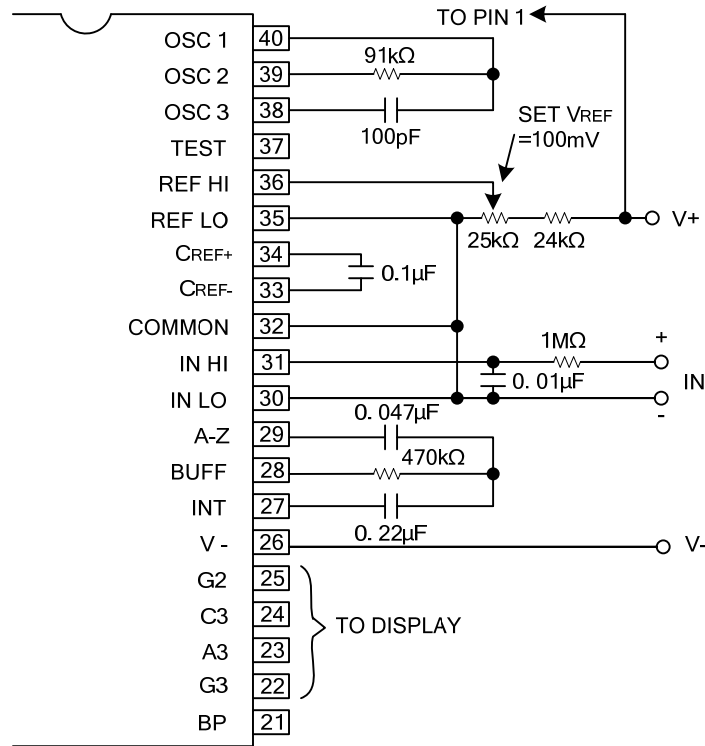 TO PIN 1
OSC 1 40
91kΩ
OSC 2 39
OSC 3 38
100pF
SET VREF
=100mV
TEST 37
REF HI 36
REF LO 35
25kΩ 24kΩ
V+
CREF+ 34
0.1µF
CREF- 33
COMMON 32
1MΩ
+
IN HI 31
0. 01µF
IN
IN LO 30
-
0. 047µF
A-Z 29
470kΩ
BUFF 28
INT 27
0. 22µF
V - 26
V-
G2 25
C3 24
TO DISPLAY
A3 23
G3 22
BP 21